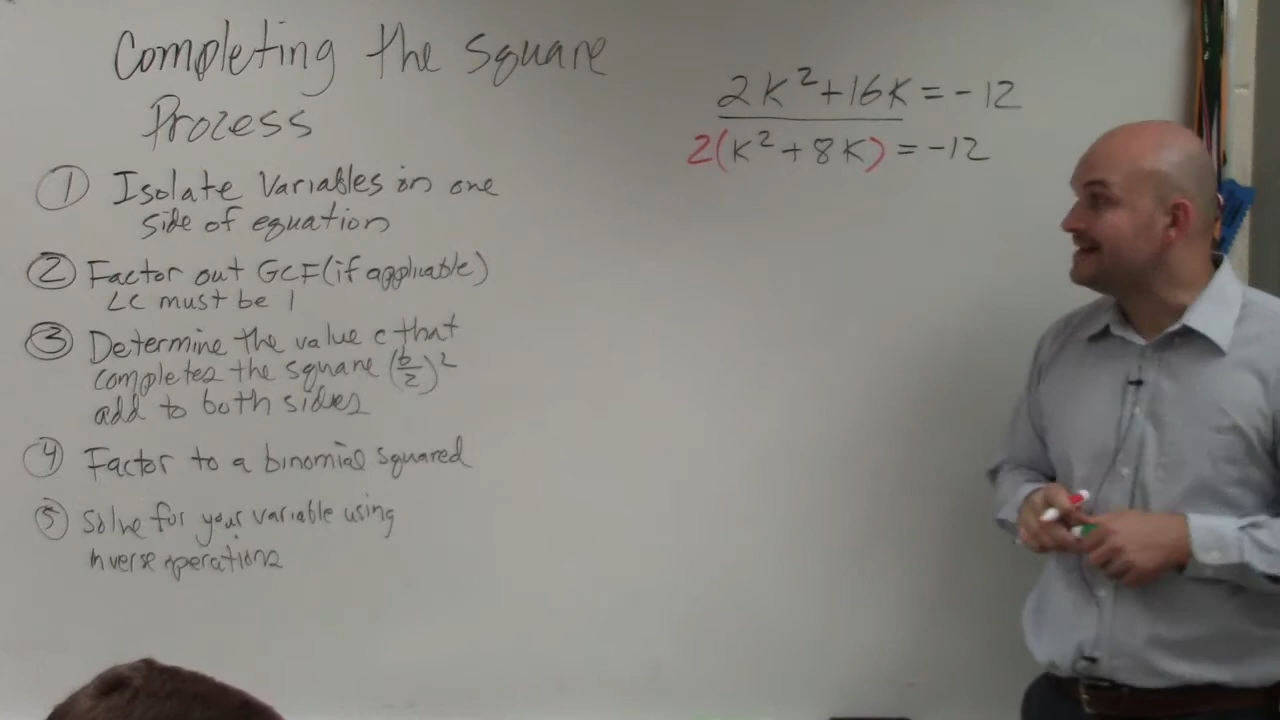 Completing the Square
Process
① Isolate Variables on one
side of equation
② Factor out GCF (if applicable)
LC must be 1
③ Determine the value c that
completes the square (b/2)²
add to both sides
④ Factor to a binomial squared
⑤ Solve for your variable using
inverse operations
2K²+16K=-12
2(K²+8K)=-12